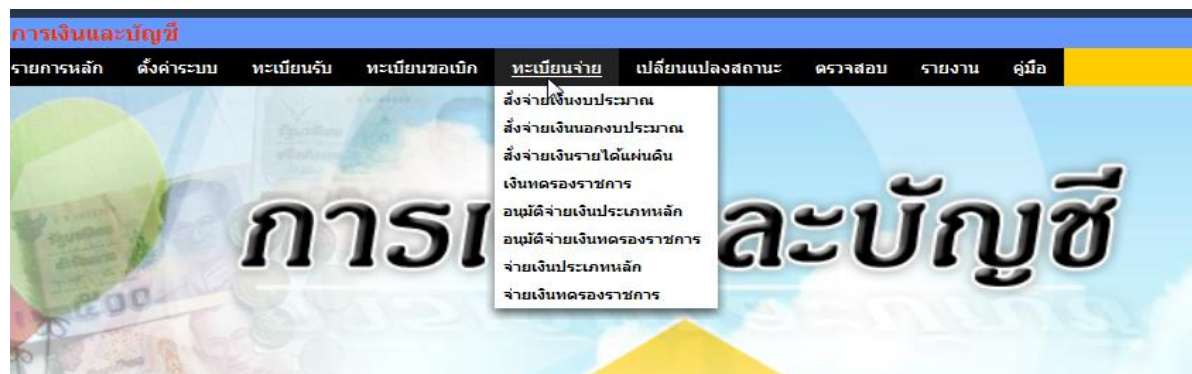 การเงินและบัญชี
รายการหลัก ตั้งค่าระบบ ทะเบียนรับ ทะเบียนขอเบิก ทะเบียนจ่าย เปลี่ยนแปลงสถานะ ตรวจสอบ รายงาน คู่มือ
สั่งจ่ายเงินงบประมาณ
สั่งจ่ายเงินนอกงบประมาณ
สั่งจ่ายเงินรายได้แผ่นดิน
เงินทดรองราชการ
อนุมัติจ่ายเงินประเภทหลัก
อนุมัติจ่ายเงินทดรองราชการ
จ่ายเงินประเภทหลัก
จ่ายเงินทดรองราชการ
การเ ละบัญชี